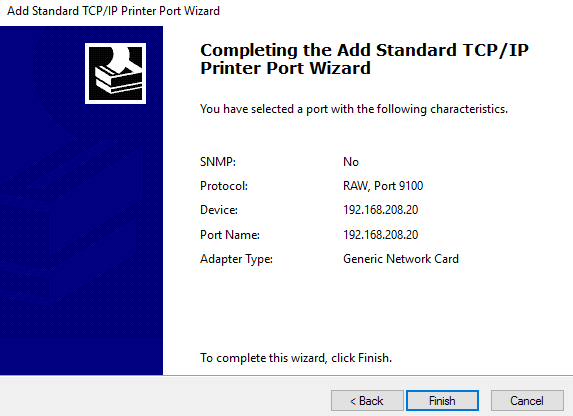 Add Standard TCP/IP Printer Port Wizard
Completing the Add Standard TCP/IP
Printer Port Wizard
You have selected a port with the following characteristics.
SNMP: No
Protocol: RAW, Port 9100
Device: 192.168.208.20
Port Name: 192.168.208.20
Adapter Type: Generic Network Card
To complete this wizard, click Finish.
< Back Finish Cancel